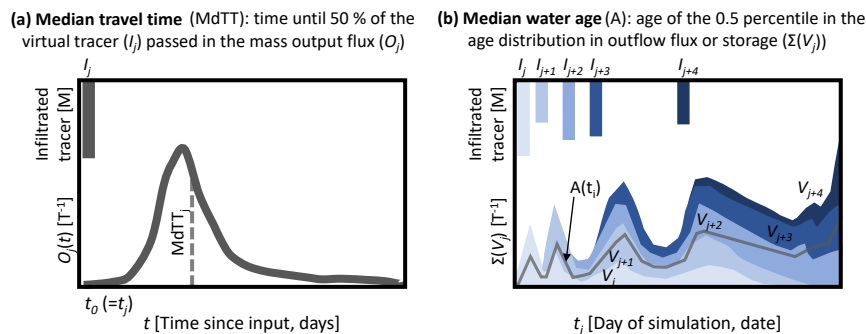 (a) Median travel time (MdTT): time until 50 % of the
virtual tracer (Ij) passed in the mass output flux (Oj)
Ij
Infiltrated
tracer [M]
Oj(t) [T-1]
MdTTj
t0 (=tj)
t [Time since input, days]
(b) Median water age (A): age of the 0.5 percentile in the
age distribution in outflow flux or storage (Σ(Vj))
Ij Ij+1 Ij+2 Ij+3 Ij+4
Infiltrated
tracer [M]
Σ(Vj) [T-1]
A(ti)
Vj+4
Vj+2
Vj+3
Vj+1
Vj
ti [Day of simulation, date]